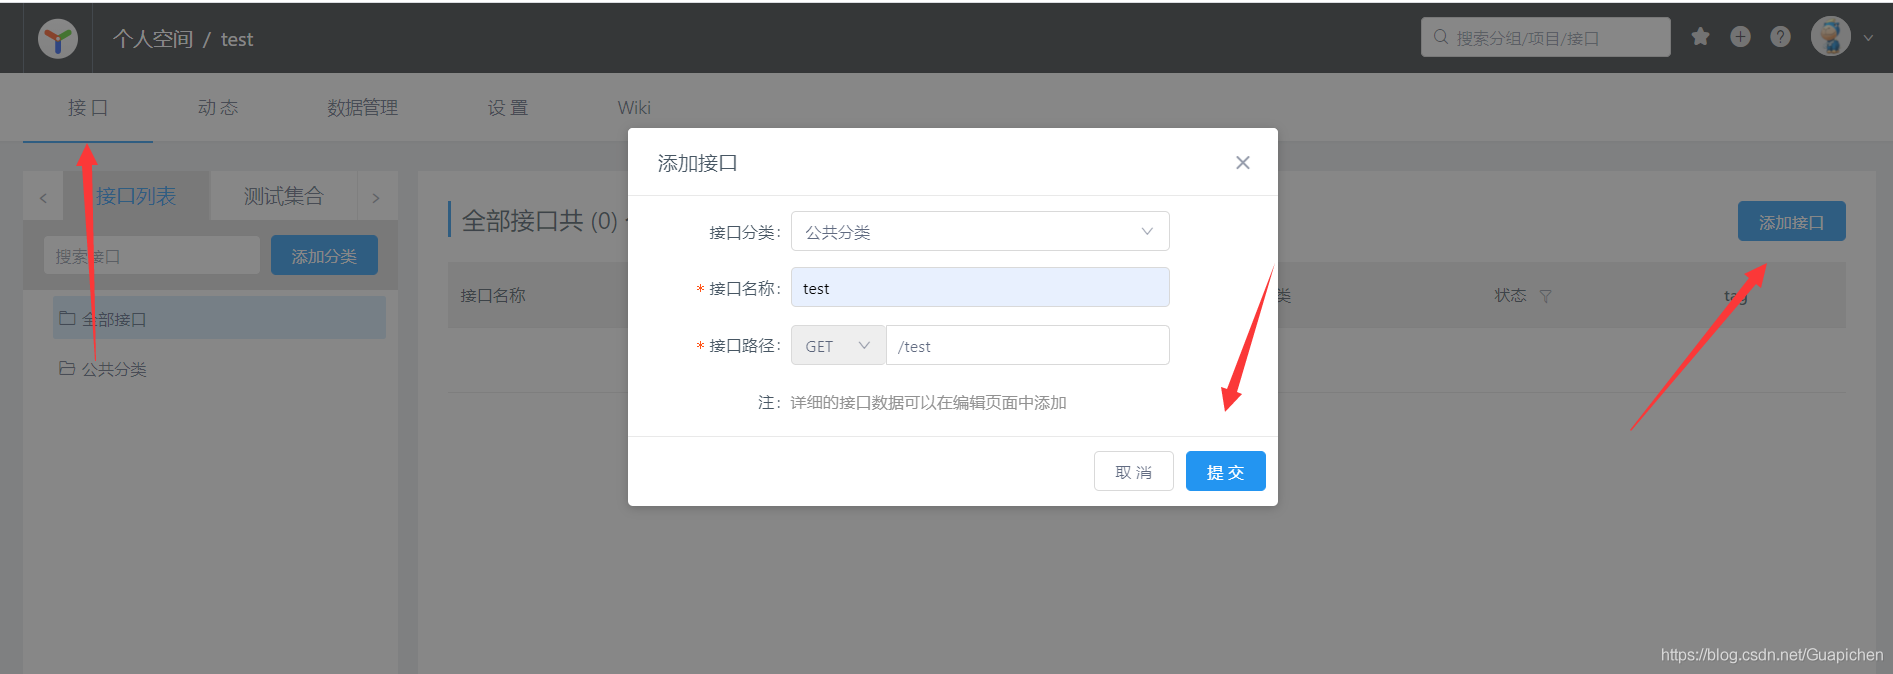 个人空间 / test
搜索分组/项目/接口
接 口
动 态
数据管理
设 置
Wiki
接口列表
测试集合
搜索接口
添加分类
全部接口
公共分类
全部接口共 (0)
添加接口
接口名称
类
状态
tag
添加接口
接口分类：
公共分类
* 接口名称：
test
* 接口路径：
GET
/test
注：
详细的接口数据可以在编辑页面中添加
取 消
提 交
https://blog.csdn.net/Guapichen